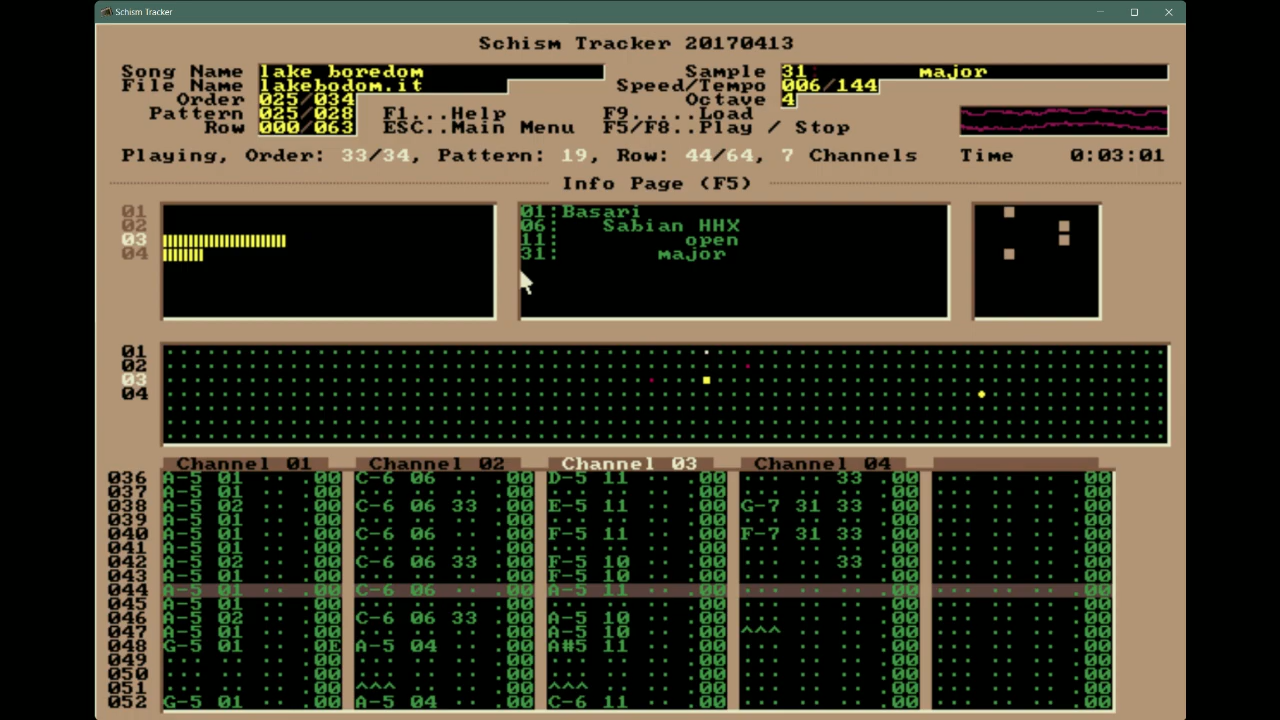 Schism Tracker
Schism Tracker 20170413
Song Name lake boredom Sample 31: major
File Name lakebodom.it Speed/Tempo 006/144
Order 025/034 Octave 4
Pattern 025/028 F1...Help F9.....Load
Row 000/063 ESC..Main Menu F5/F8..Play / Stop
Playing, Order: 33/34, Pattern: 19, Row: 44/64, 7 Channels Time 0:03:01
Info Page (F5)
01 01:Basari
02 06: Sabian HHX
03 11: open
04 31: major
01
02
03
04
Channel 01 Channel 02 Channel 03 Channel 04
036 A-5 01 .. .00 C-6 06 .. .00 D-5 11 .. .00 ... .. 33 .00 ... .. .. .00
037 A-5 01 .. .00 ... .. .. .00 ... .. .. .00 ... .. .. .00 ... .. .. .00
038 A-5 02 .. .00 C-6 06 33 .00 E-5 11 .. .00 G-7 31 33 .00 ... .. .. .00
039 A-5 01 .. .00 ... .. .. .00 ... .. .. .00 ... .. .. .00 ... .. .. .00
040 A-5 01 .. .00 C-6 06 .. .00 F-5 11 .. .00 F-7 31 33 .00 ... .. .. .00
041 A-5 01 .. .00 ... .. .. .00 ... .. .. .00 ... .. .. .00 ... .. .. .00
042 A-5 02 .. .00 C-6 06 33 .00 F-5 10 .. .00 ... .. 33 .00 ... .. .. .00
043 A-5 01 .. .00 ... .. .. .00 F-5 10 .. .00 ... .. .. .00 ... .. .. .00
044 A-5 01 .. .00 C-6 06 .. .00 A-5 11 .. .00 ... .. .. .00 ... .. .. .00
045 A-5 01 .. .00 ... .. .. .00 ... .. .. .00 ... .. .. .00 ... .. .. .00
046 A-5 02 .. .00 C-6 06 33 .00 A-5 10 .. .00 ... .. .. .00 ... .. .. .00
047 A-5 01 .. .00 ... .. .. .00 A-5 10 .. .00 ^^^ .. .. .00 ... .. .. .00
048 G-5 01 .. .0E A-5 04 .. .00 A#5 11 .. .00 ... .. .. .00 ... .. .. .00
049 ... .. .. .00 ... .. .. .00 ... .. .. .00 ... .. .. .00 ... .. .. .00
050 ... .. .. .00 ... .. .. .00 ... .. .. .00 ... .. .. .00 ... .. .. .00
051 ... .. .. .00 ^^^ .. .. .00 ^^^ .. .. .00 ... .. .. .00 ... .. .. .00
052 G-5 01 .. .00 A-5 04 .. .00 C-6 11 .. .00 ... .. .. .00 ... .. .. .00